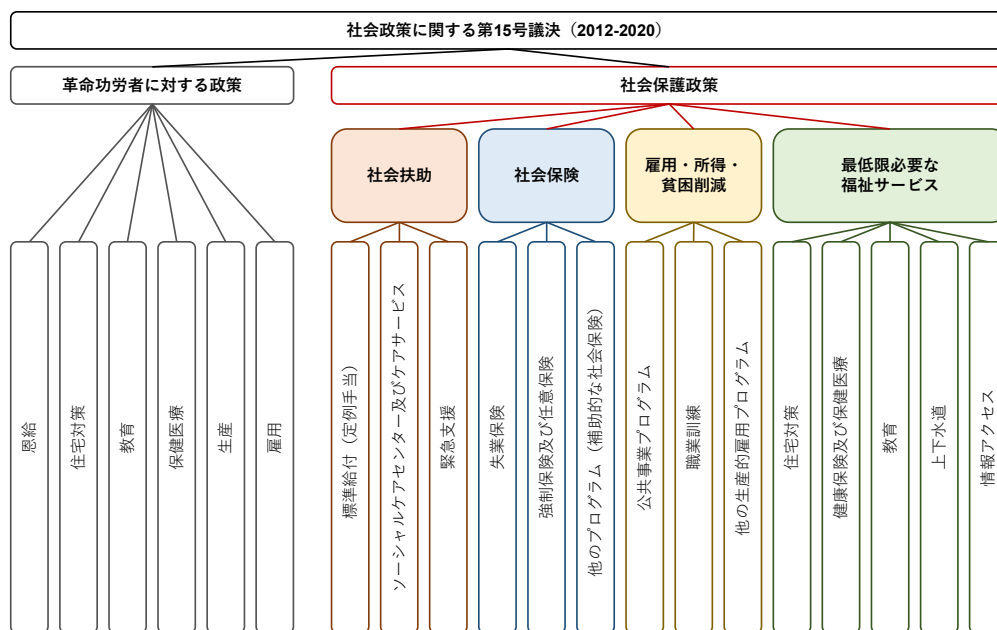 社会政策に関する第15号議決（2012-2020）
革命功労者に対する政策
社会保護政策
社会扶助
社会保険
雇用・所得・
貧困削減
最低限必要な
福祉サービス
恩給
住宅対策
教育
保健医療
生産
雇用
標準給付（定例手当）
ソーシャルケアセンター及びケアサービス
緊急支援
失業保険
強制保険及び任意保険
他のプログラム（補助的な社会保険）
公共事業プログラム
職業訓練
他の生産的雇用プログラム
住宅対策
健康保険及び保健医療
教育
上下水道
情報アクセス